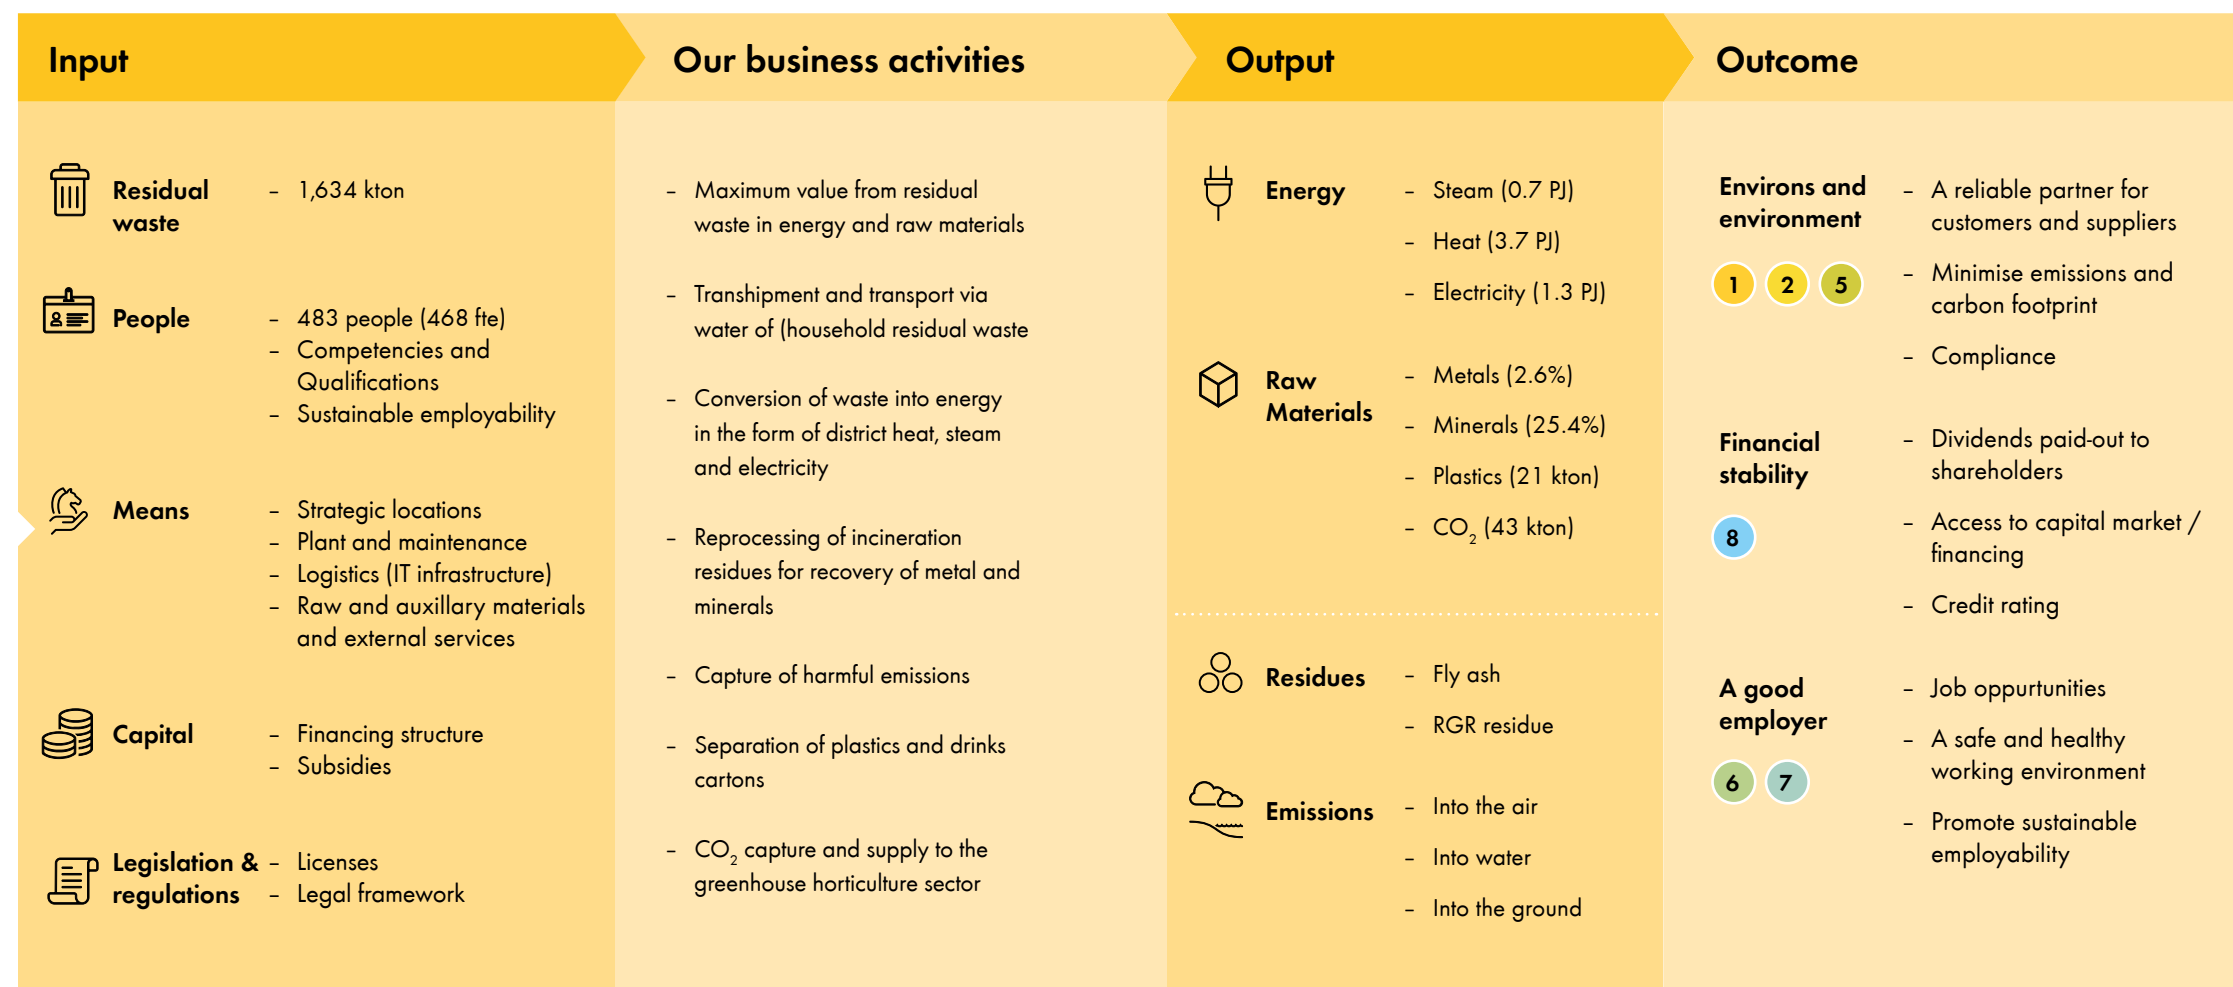 Input
Residual
waste
– 1,634 kton
People
– 483 people (468 fte)
– Competencies and
Qualifications
– Sustainable employability
Means
– Strategic locations
– Plant and maintenance
– Logistics (IT infrastructure)
– Raw and auxillary materials
and external services
Capital
– Financing structure
– Subsidies
Legislation &
regulations
– Licenses
– Legal framework
Our business activities
– Maximum value from residual
waste in energy and raw materials
– Transhipment and transport via
water of (household residual waste
– Conversion of waste into energy
in the form of district heat, steam
and electricity
– Reprocessing of incineration
residues for recovery of metal and
minerals
– Capture of harmful emissions
– Separation of plastics and drinks
cartons
– CO₂ capture and supply to the
greenhouse horticulture sector
Output
Energy
– Steam (0.7 PJ)
– Heat (3.7 PJ)
– Electricity (1.3 PJ)
Raw
Materials
– Metals (2.6%)
– Minerals (25.4%)
– Plastics (21 kton)
– CO₂ (43 kton)
Residues
– Fly ash
– RGR residue
Emissions
– Into the air
– Into water
– Into the ground
Outcome
Environs and
environment
1 2 5
– A reliable partner for
customers and suppliers
– Minimise emissions and
carbon footprint
– Compliance
Financial
stability
8
– Dividends paid-out to
shareholders
– Access to capital market /
financing
– Credit rating
A good
employer
6 7
– Job oppurtunities
– A safe and healthy
working environment
– Promote sustainable
employability